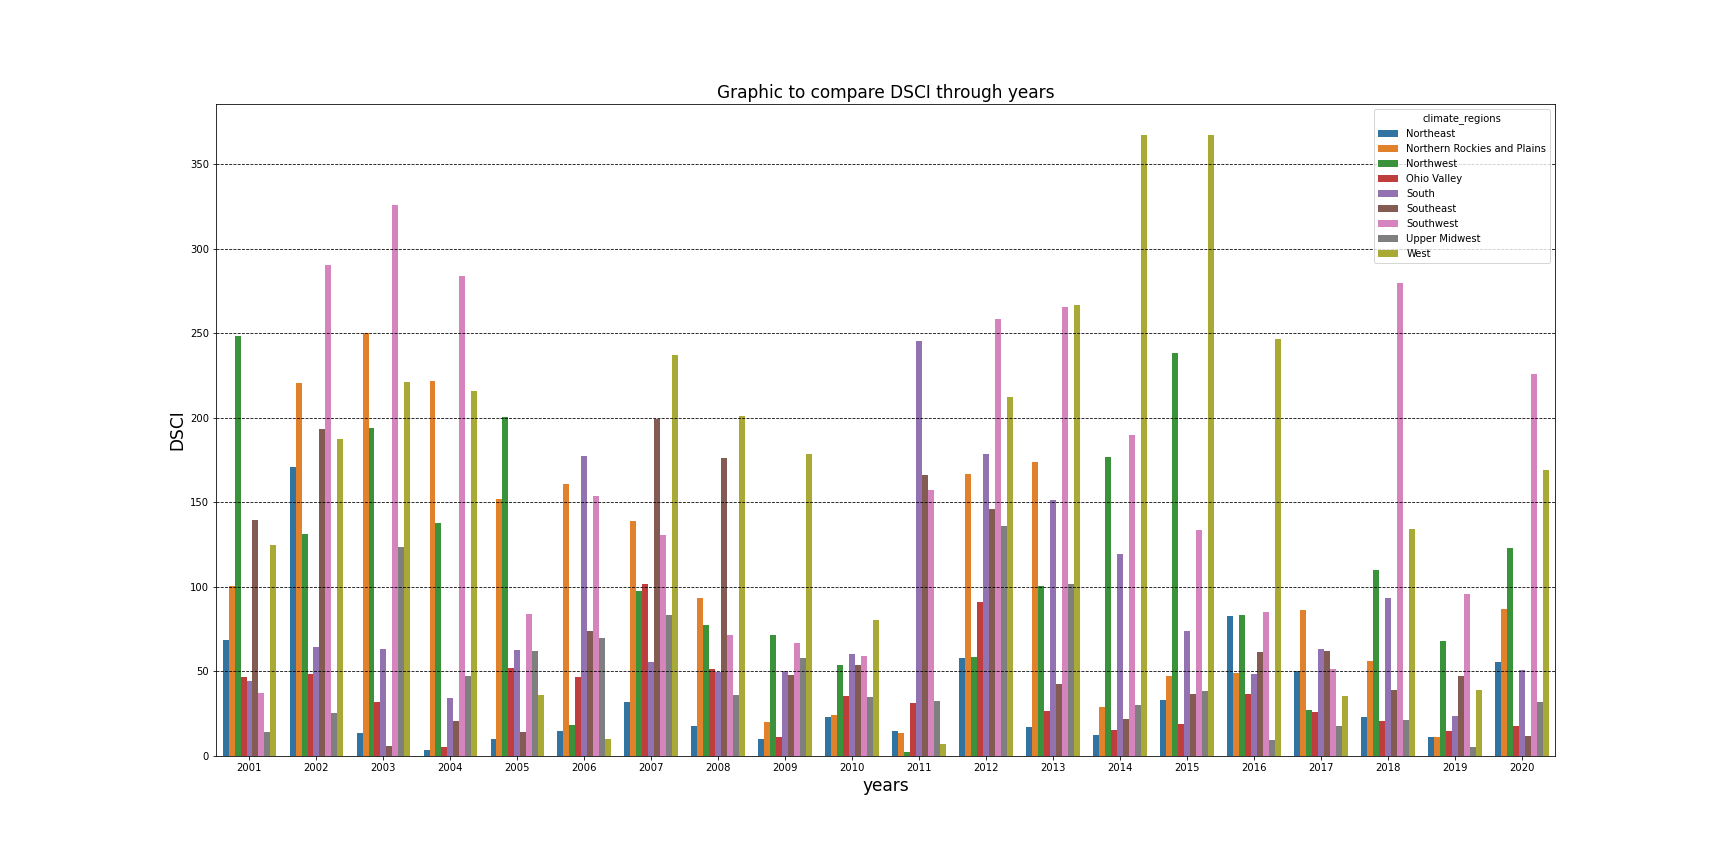 Graphic to compare DSCI through years
climate_regions
Northeast
Northern Rockies and Plains
Northwest
Ohio Valley
South
Southeast
Southwest
Upper Midwest
West
DSCI
350
300
250
200
150
100
50
0
2001 2002 2003 2004 2005 2006 2007 2008 2009 2010 2011 2012 2013 2014 2015 2016 2017 2018 2019 2020
years